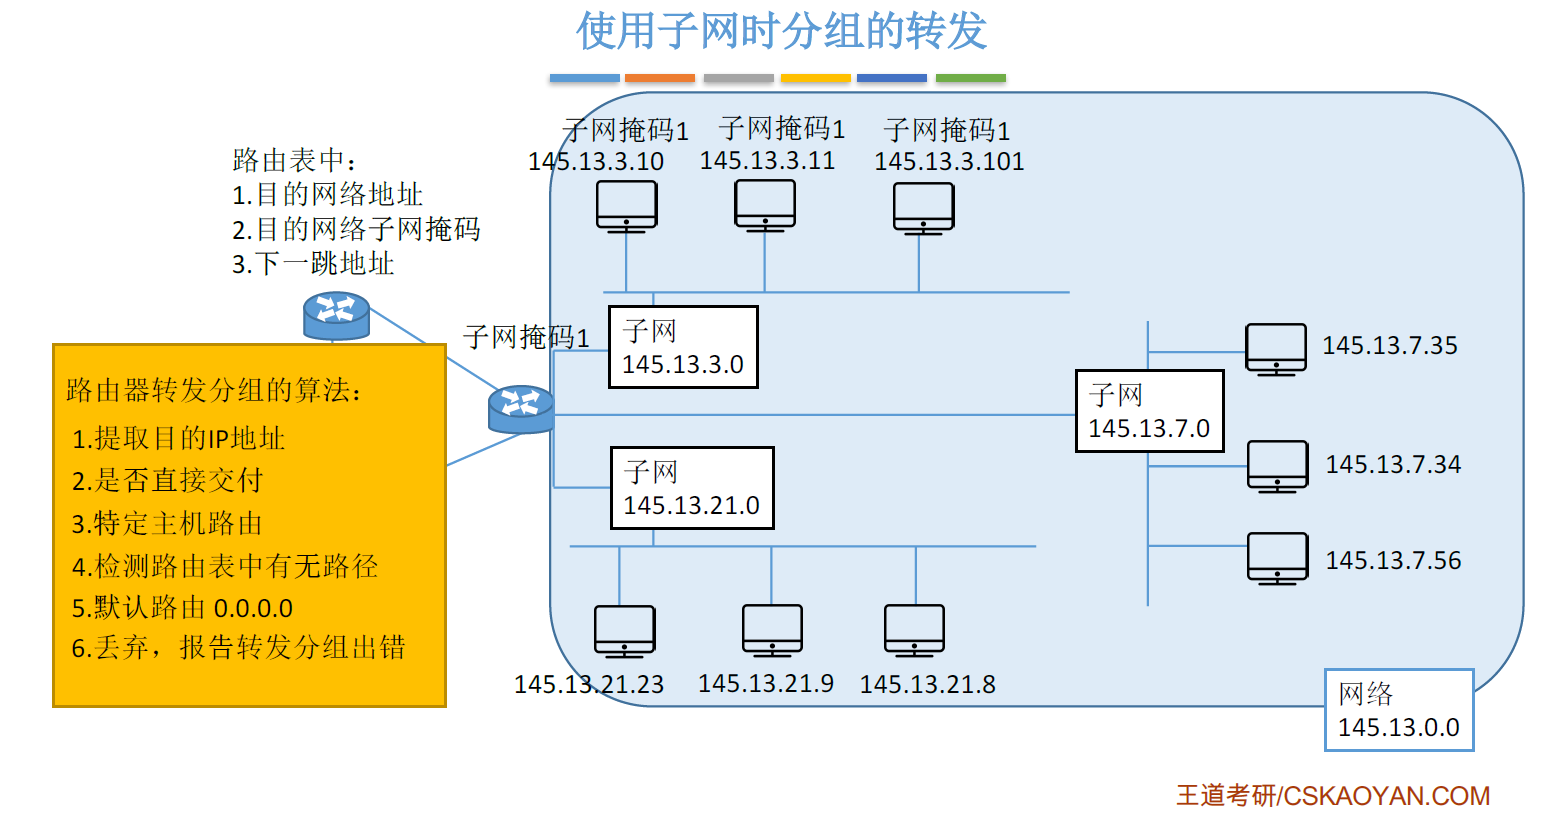 使用子网时分组的转发
路由表中：
1.目的网络地址
2.目的网络子网掩码
3.下一跳地址
子网掩码1
145.13.3.10
子网掩码1
145.13.3.11
子网掩码1
145.13.3.101
子网掩码1
子网
145.13.3.0
子网
145.13.7.0
145.13.7.35
145.13.7.34
145.13.7.56
子网
145.13.21.0
145.13.21.23
145.13.21.9
145.13.21.8
路由器转发分组的算法：
1.提取目的IP地址
2.是否直接交付
3.特定主机路由
4.检测路由表中有无路径
5.默认路由 0.0.0.0
6.丢弃，报告转发分组出错
网络
145.13.0.0
王道考研/CSKAOYAN.COM